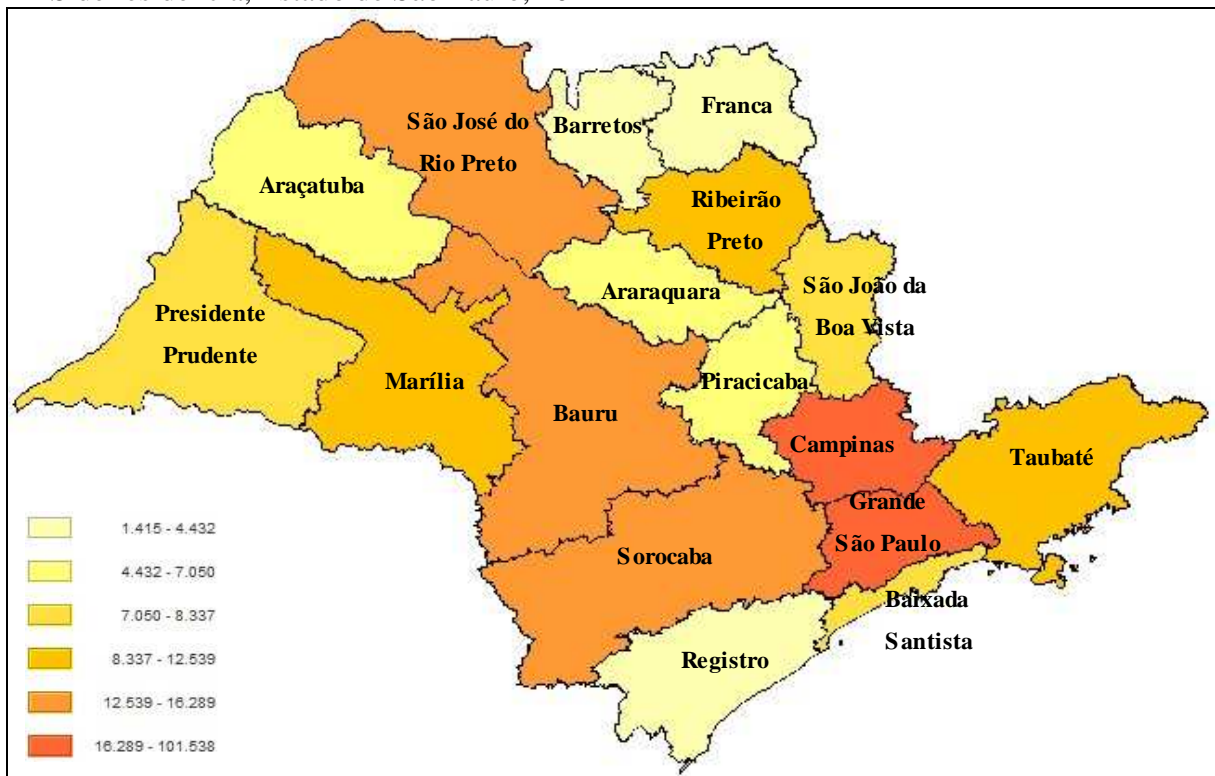 São José do
Rio Preto
Barretos
Franca
Araçatuba
Ribeirão
Preto
Araraquara
São João da
Boa Vista
Presidente
Prudente
Marília
Bauru
Piracicaba
Campinas
Taubaté
Grande
São Paulo
Sorocaba
Baixada
Santista
Registro
1.415 - 4.432
4.432 - 7.050
7.050 - 8.337
8.337 - 12.539
12.539 - 16.289
16.289 - 101.538